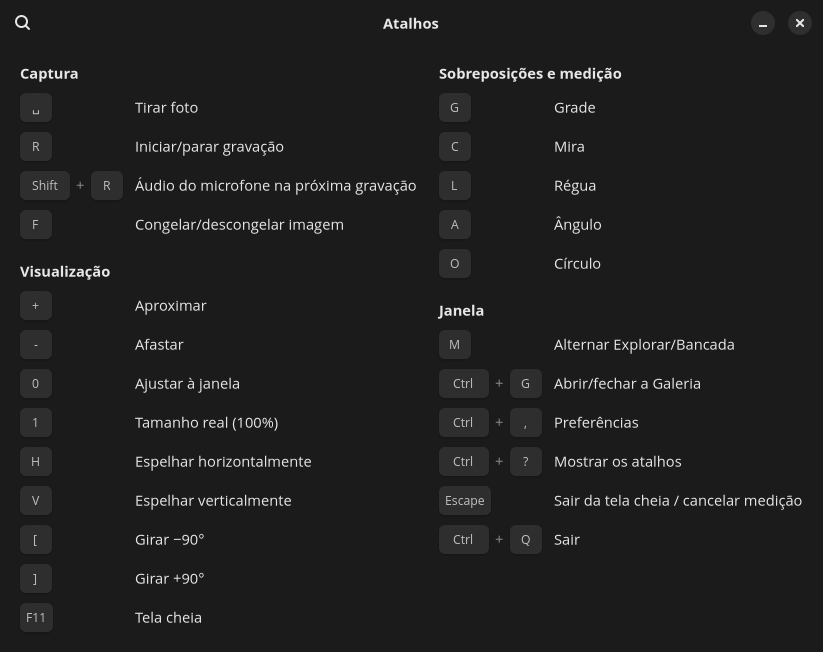 Atalhos
Captura
␣ Tirar foto
R Iniciar/parar gravação
Shift + R Áudio do microfone na próxima gravação
F Congelar/descongelar imagem
Visualização
+ Aproximar
- Afastar
0 Ajustar à janela
1 Tamanho real (100%)
H Espelhar horizontalmente
V Espelhar verticalmente
[ Girar −90°
] Girar +90°
F11 Tela cheia
Sobreposições e medição
G Grade
C Mira
L Régua
A Ângulo
O Círculo
Janela
M Alternar Explorar/Bancada
Ctrl + G Abrir/fechar a Galeria
Ctrl + , Preferências
Ctrl + ? Mostrar os atalhos
Escape Sair da tela cheia / cancelar medição
Ctrl + Q Sair